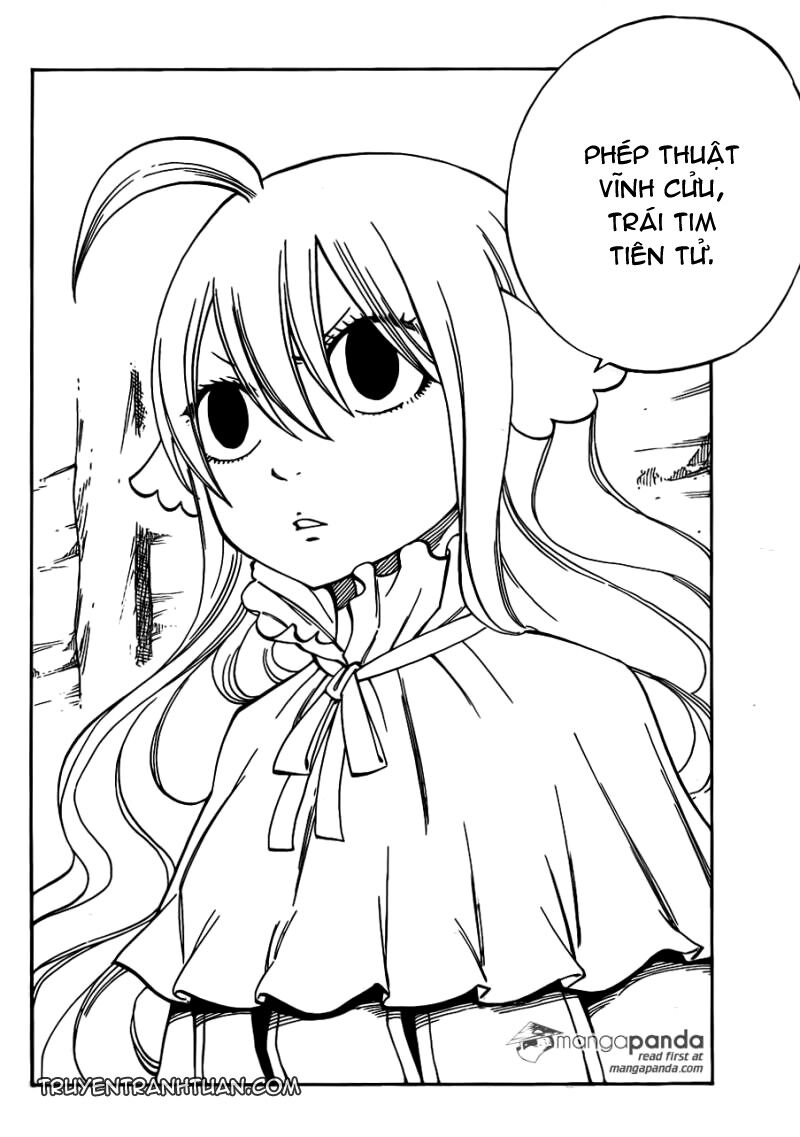 PHÉP THUẬT
VĨNH CỬU,
TRÁI TIM
TIÊN TỬ.
mangapanda
read first at
mangapanda.com
TRUYENTRANHTUAN.COM